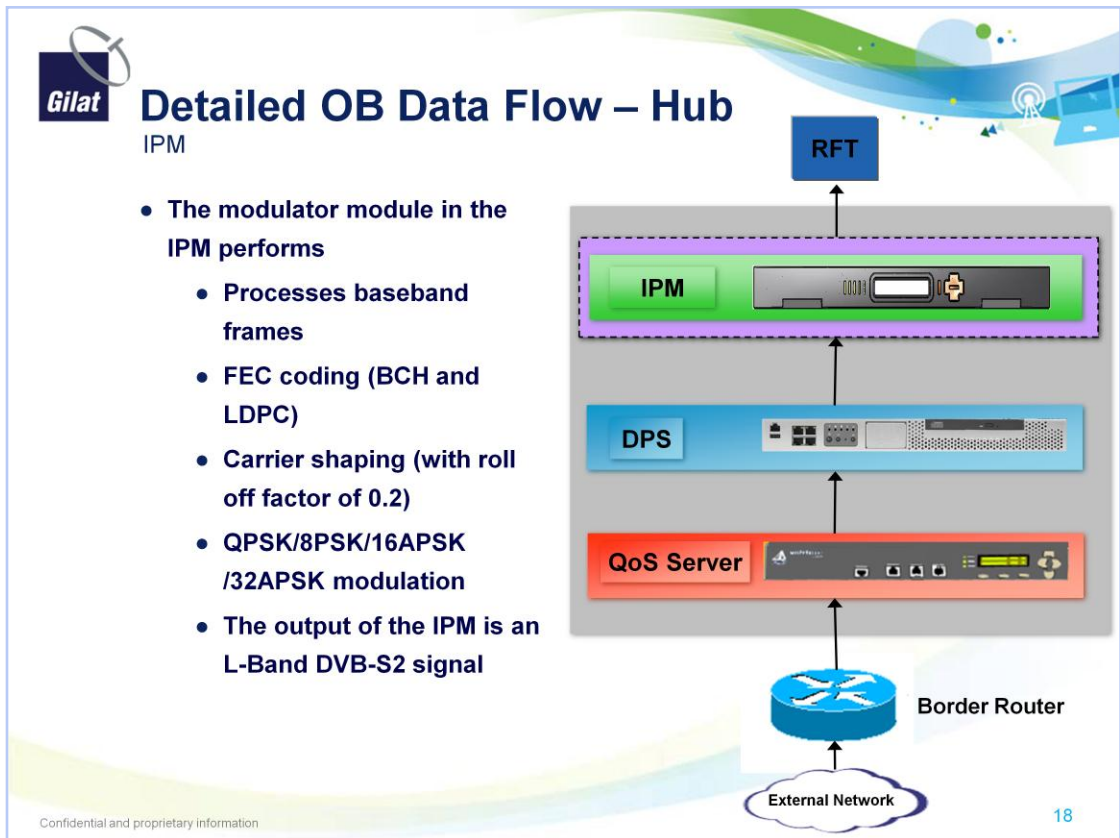 Gilat
Detailed OB Data Flow – Hub
IPM
● The modulator module in the
IPM performs
● Processes baseband
frames
● FEC coding (BCH and
LDPC)
● Carrier shaping (with roll
off factor of 0.2)
● QPSK/8PSK/16APSK
/32APSK modulation
● The output of the IPM is an
L-Band DVB-S2 signal
RFT
IPM
DPS
QoS Server
Border Router
External Network
Confidential and proprietary information
18